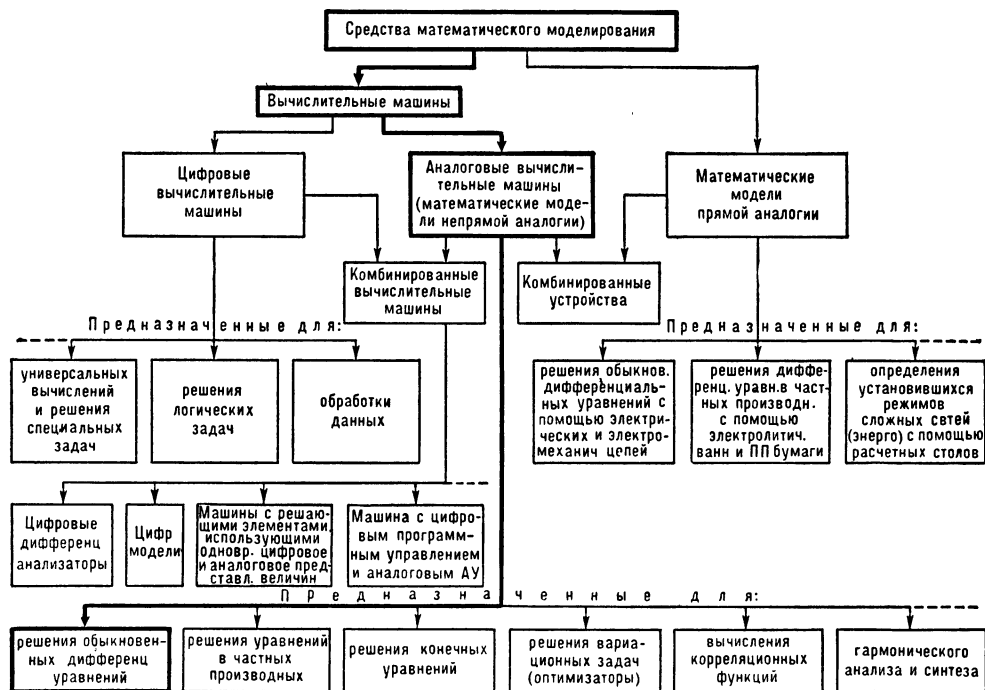 Средства математического моделирования
Вычислительные машины
Цифровые
вычислительные
машины
Аналоговые вычисли-
тельные машины
(математические моде-
ли непрямой аналогии)
Математические
модели
прямой аналогии
Комбинированные
вычислительные
машины
Комбинированные
устройства
Предназначенные для:
Предназначенные для:
универсальных
вычислений
и решения
специальных
задач
решения
логических
задач
обработки
данных
решения обыкнов.
дифференциаль-
ных уравнений с
помощью электри-
ческих и электро-
механич цепей
решения диффе-
ренц. уравн. в част-
ных производн.
с помощью
электролитич.
ванн и ПП бумаги
определения
установившихся
режимов
сложных свтей
(энерго) с помощью
расчетных столов
Цифровые
дифференц
анализаторы
Цифр
модели
Машины с решаю-
щими элементами,
использующими
одновр. цифровое
и аналоговое пред-
ставл. величин
Машина с цифро-
вым программ-
ным управлением
и аналоговым АУ
Предназначенные для:
решения обыкновен-
ных дифференц
уравнений
решения уравнений
в частных
производных
решения конечных
уравнений
решения вариа-
ционных задач
(оптимизаторы)
вычисления
корреляционных
функций
гармонического
анализа и синтеза